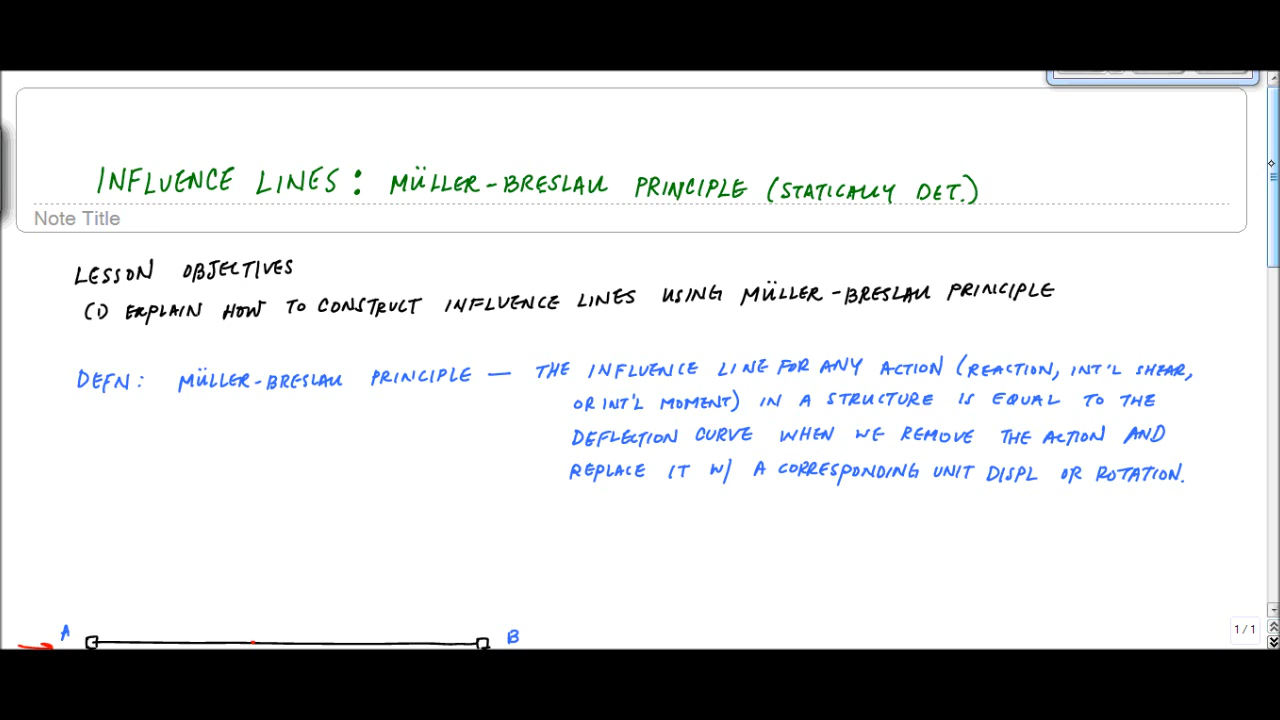 INFLUENCE LINES: MÜLLER-BRESLAU PRINCIPLE (STATICALLY DET.)
Note Title
LESSON OBJECTIVES
(1) EXPLAIN HOW TO CONSTRUCT INFLUENCE LINES USING MÜLLER-BRESLAU PRINCIPLE
DEFN: MÜLLER-BRESLAU PRINCIPLE — THE INFLUENCE LINE FOR ANY ACTION (REACTION, INT'L SHEAR,
OR INT'L MOMENT) IN A STRUCTURE IS EQUAL TO THE
DEFLECTION CURVE WHEN WE REMOVE THE ACTION AND
REPLACE IT W/ A CORRESPONDING UNIT DISPL OR ROTATION.
1 / 1
A B